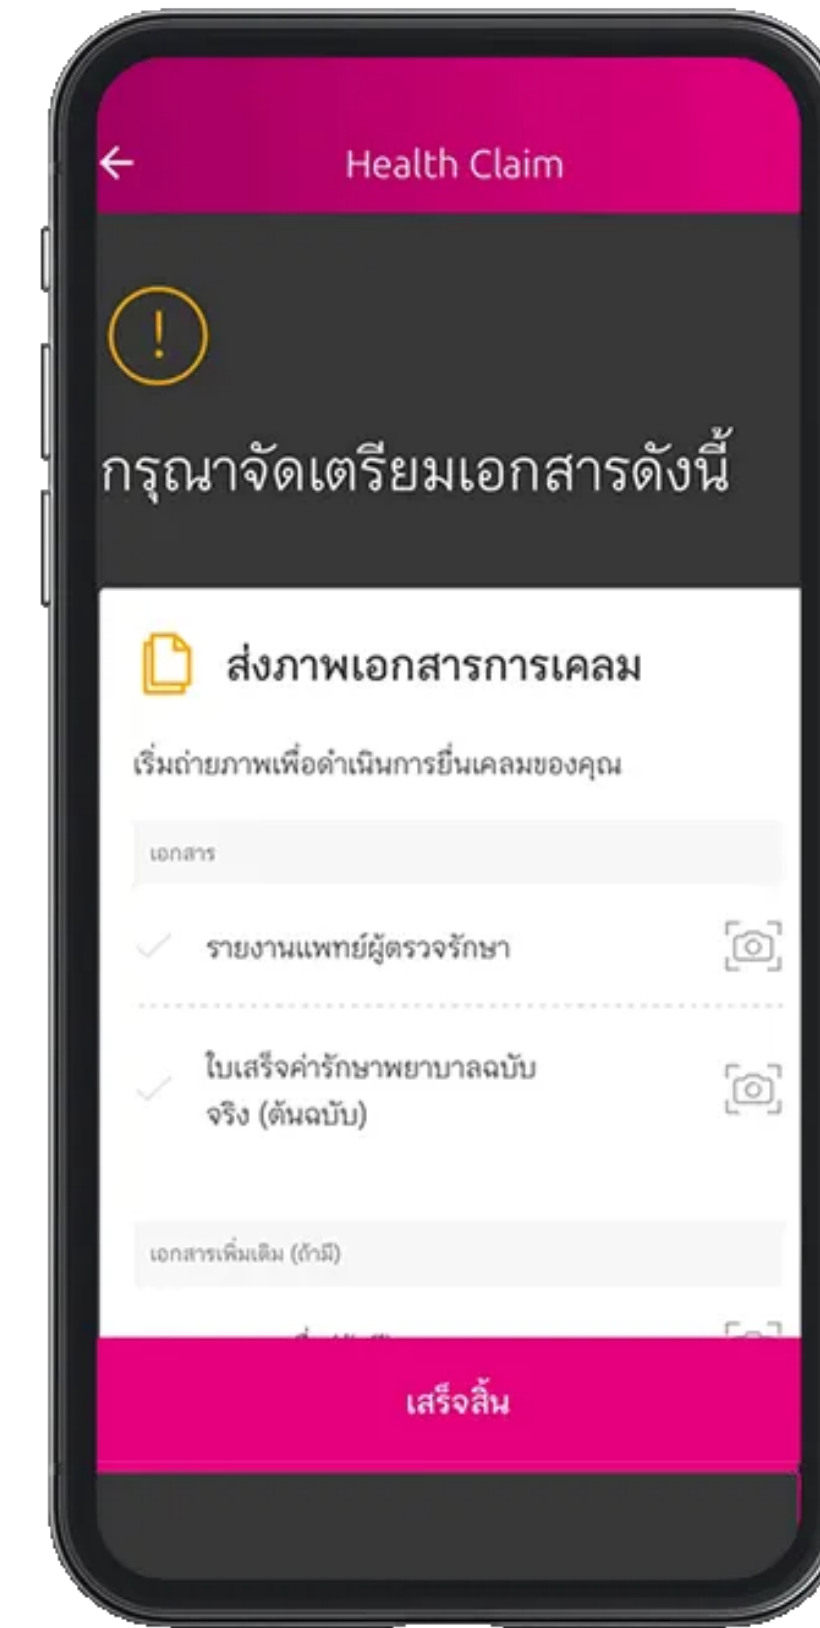 Health Claim
กรุณาจัดเตรียมเอกสารดังนี้
ส่งภาพเอกสารการเคลม
เริ่มถ่ายภาพเพื่อดำเนินการยื่นเคลมของคุณ
เอกสาร
รายงานแพทย์ผู้ตรวจรักษา
ใบเสร็จค่ารักษาพยาบาลฉบับ
จริง (ต้นฉบับ)
เอกสารเพิ่มเติม (ถ้ามี)
เสร็จสิ้น